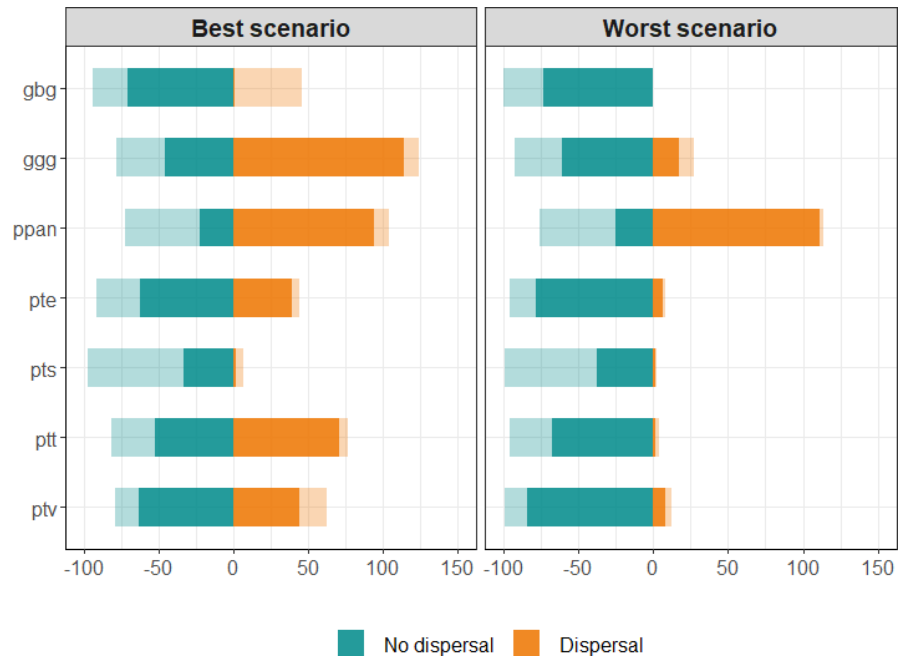 Best scenario Worst scenario
gbg
ggg
ppan
pte
pts
ptt
ptv
-100 -50 0 50 100 150 -100 -50 0 50 100 150
No dispersal Dispersal